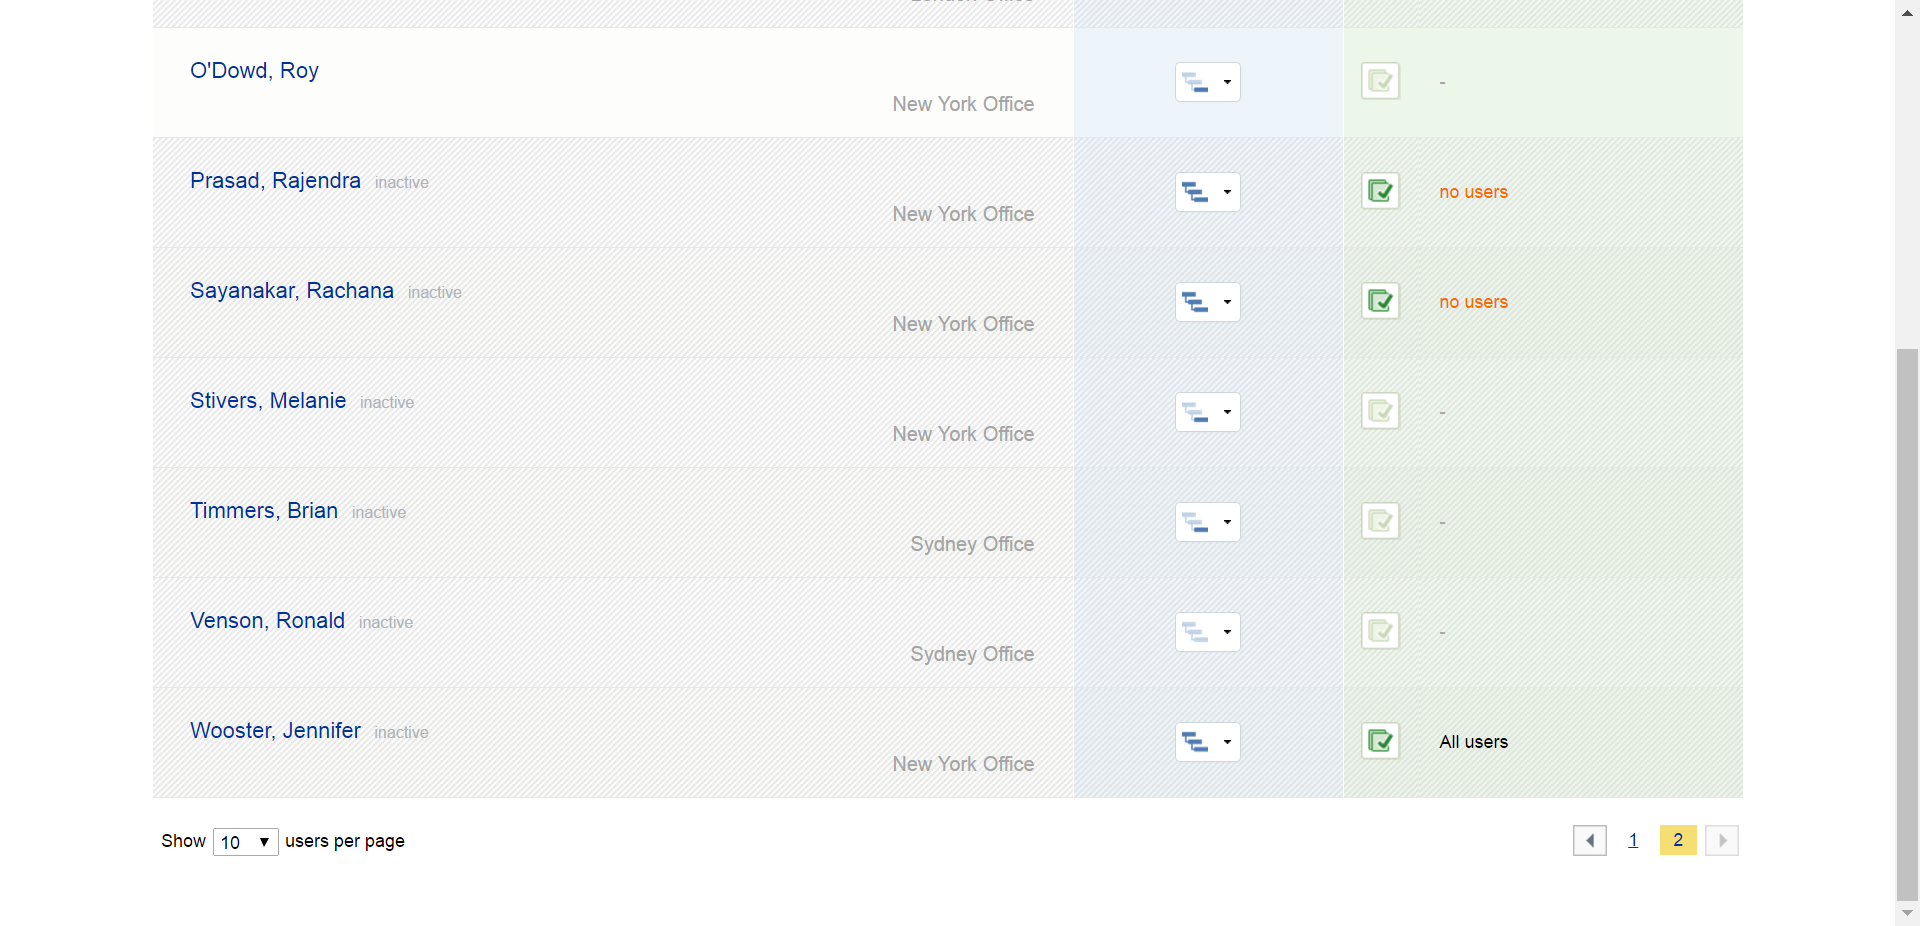 O'Dowd, Roy
New York Office
-
Prasad, Rajendra inactive
New York Office
no users
Sayanakar, Rachana inactive
New York Office
no users
Stivers, Melanie inactive
New York Office
-
Timmers, Brian inactive
Sydney Office
-
Venson, Ronald inactive
Sydney Office
-
Wooster, Jennifer inactive
New York Office
All users
Show 10 users per page
1 2